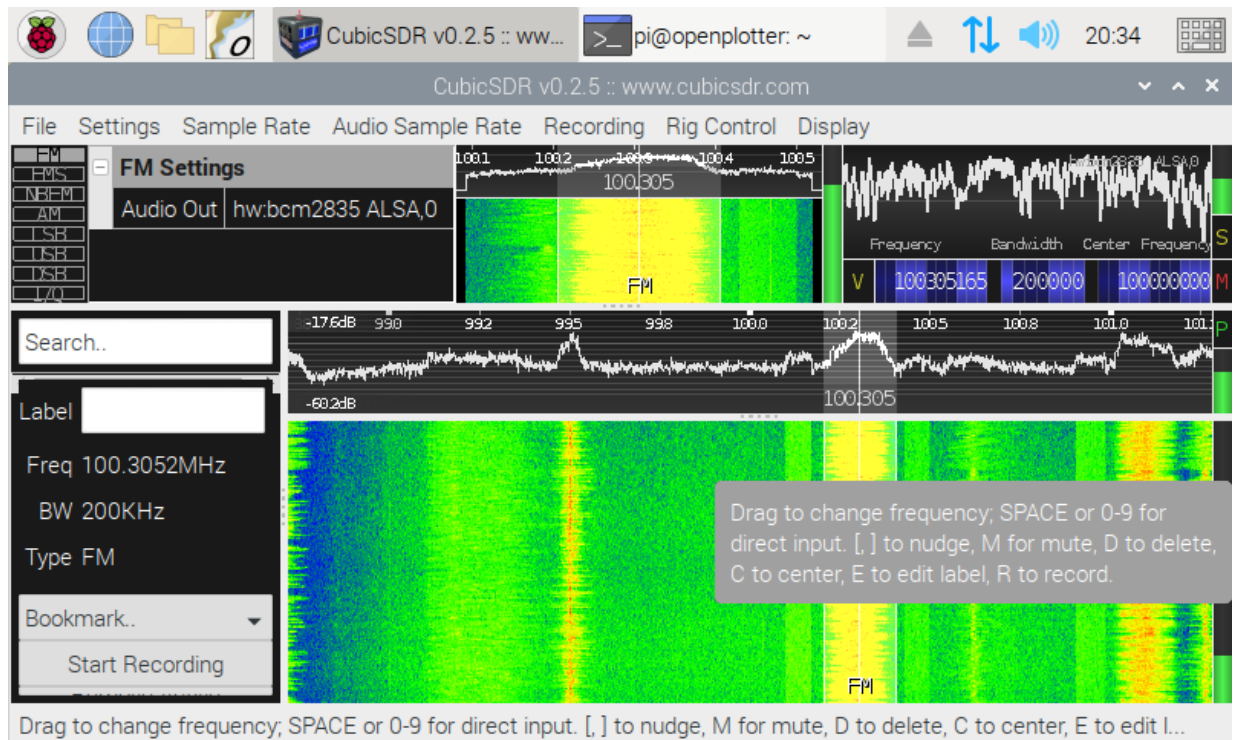 CubicSDR v0.2.5 :: ww...
pi@openplotter: ~
20:34
CubicSDR v0.2.5 :: www.cubicsdr.com
File Settings Sample Rate Audio Sample Rate Recording Rig Control Display
FM
FMS
NBFM
AM
LSB
USB
DSB
I/Q
FM Settings
Audio Out hw:bcm2835 ALSA,0
100.1 100.2 100.3 100.4 100.5
100.305
FM
hw:bcm2835 ALSA,0
Frequency Bandwidth Center Frequency
S
V 100305165 200000 100000000 M
Search..
-17.6dB 99.0 99.2 99.5 99.8 100.0 100.2 100.5 100.8 101.0 101.
P
-60.2dB
100.305
Label
Freq 100.3052MHz
BW 200KHz
Type FM
Bookmark..
Start Recording
Drag to change frequency; SPACE or 0-9 for
direct input. [, ] to nudge, M for mute, D to delete,
C to center, E to edit label, R to record.
FM
Drag to change frequency; SPACE or 0-9 for direct input. [, ] to nudge, M for mute, D to delete, C to center, E to edit l...